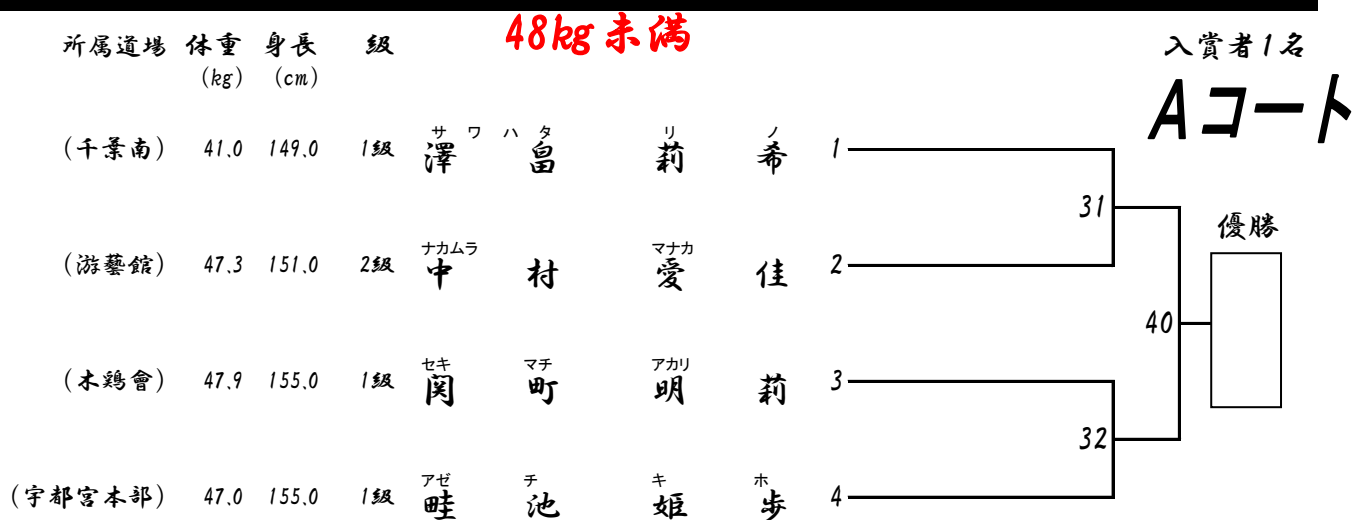 48kg未満
所属道場 体重 身長 級 入賞者1名
(kg) (cm)
Aコート
サワ ハタ リ ノ
(千葉南) 41.0 149.0 1級 澤 畠 莉 希 1
31
優勝
ナカムラ マナカ
(游藝館) 47.3 151.0 2級 中 村 愛 佳 2
40
セキ マチ アカリ
(木鶏會) 47.9 155.0 1級 関 町 明 莉 3
32
アゼ チ キ ホ
(宇都宮本部) 47.0 155.0 1級 畦 池 姫 歩 4